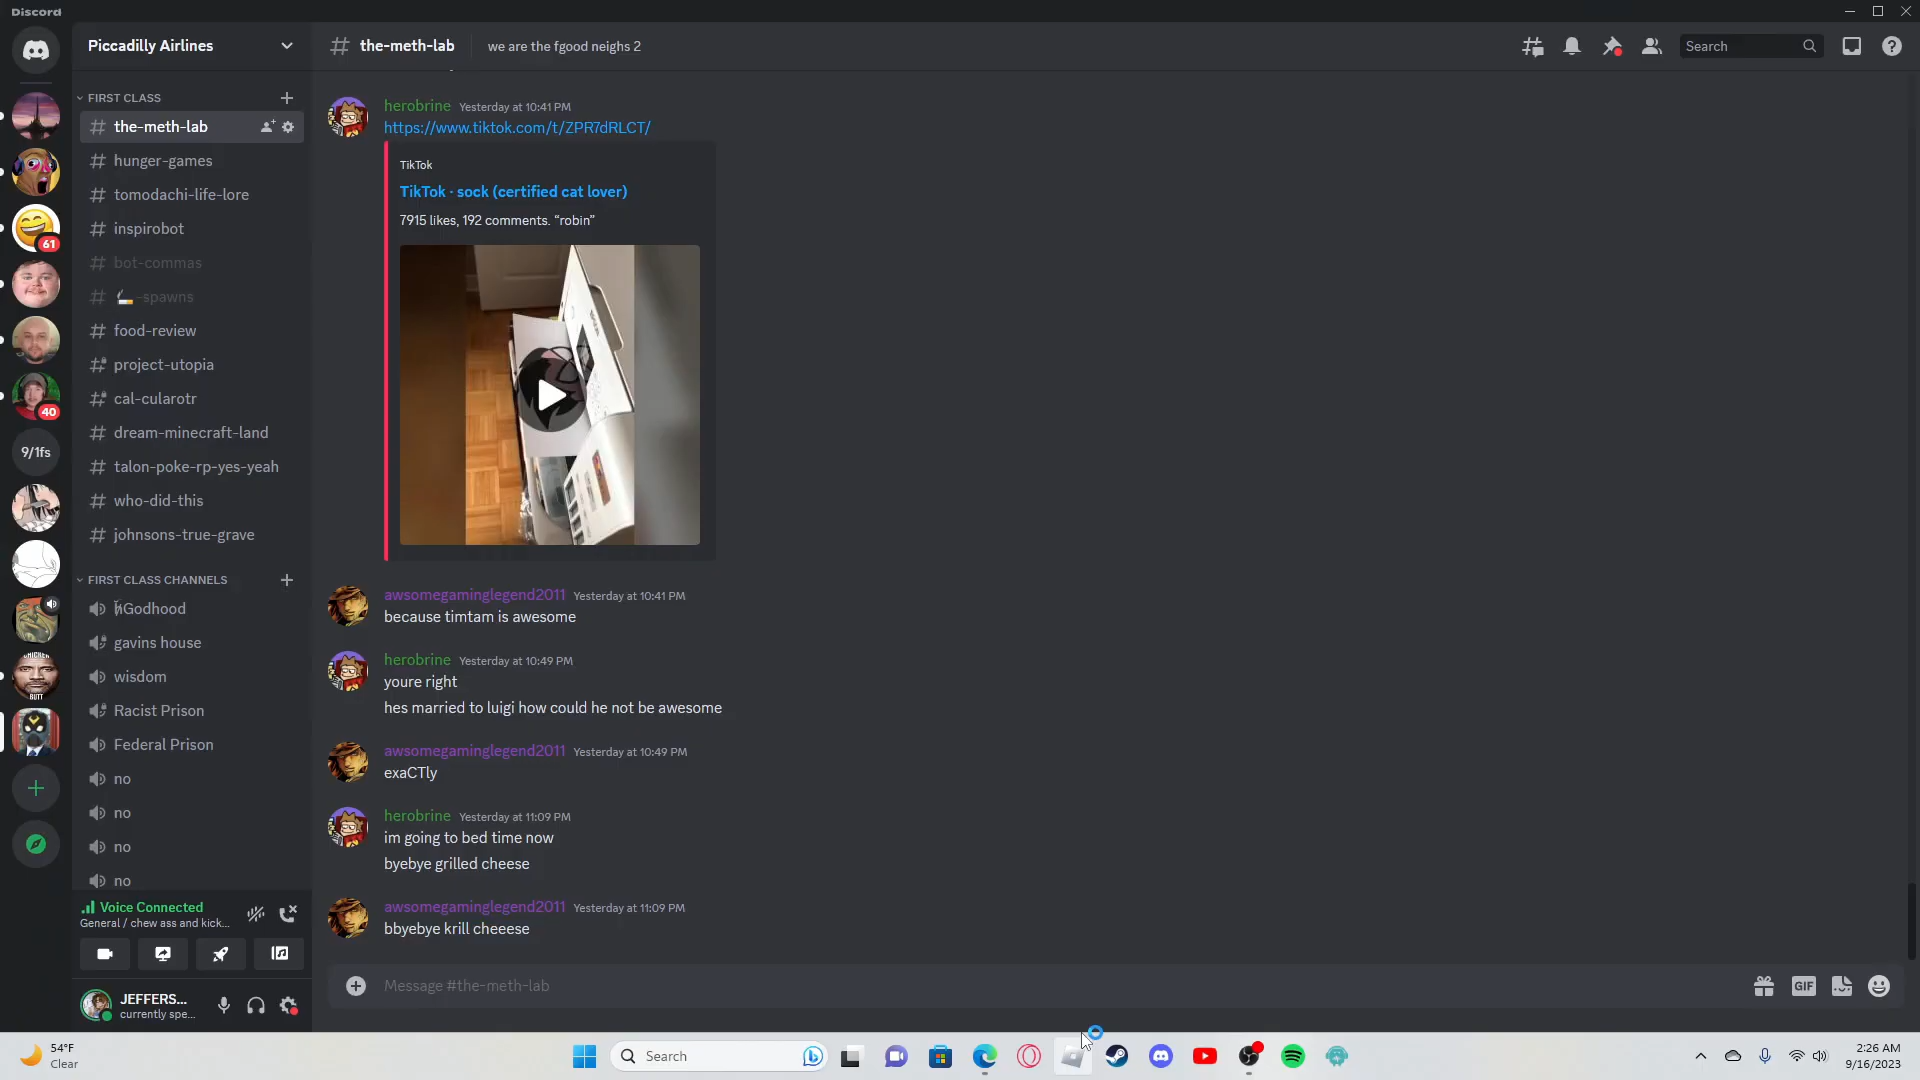 Discord
Piccadilly Airlines
the-meth-lab
we are the fgood neighs 2
Search
FIRST CLASS
the-meth-lab
hunger-games
tomodachi-life-lore
inspirobot
bot-commas
-spawns
food-review
project-utopia
cal-cularotr
dream-minecraft-land
talon-poke-rp-yes-yeah
who-did-this
johnsons-true-grave
FIRST CLASS CHANNELS
Godhood
gavins house
wisdom
Racist Prison
Federal Prison
no
no
no
no
Voice Connected
General / chew ass and kick...
JEFFERS...
currently spe...
61
40
9/1fs
CHICKEN
BUTT
herobrine Yesterday at 10:41 PM
https://www.tiktok.com/t/ZPR7dRLCT/
TikTok
TikTok · sock (certified cat lover)
7915 likes, 192 comments. “robin”
awsomegaminglegend2011 Yesterday at 10:41 PM
because timtam is awesome
herobrine Yesterday at 10:49 PM
youre right
hes married to luigi how could he not be awesome
awsomegaminglegend2011 Yesterday at 10:49 PM
exaCTly
herobrine Yesterday at 11:09 PM
im going to bed time now
byebye grilled cheese
awsomegaminglegend2011 Yesterday at 11:09 PM
bbyebye krill cheeese
Message #the-meth-lab
GIF
54°F
Clear
Search
2:26 AM
9/16/2023